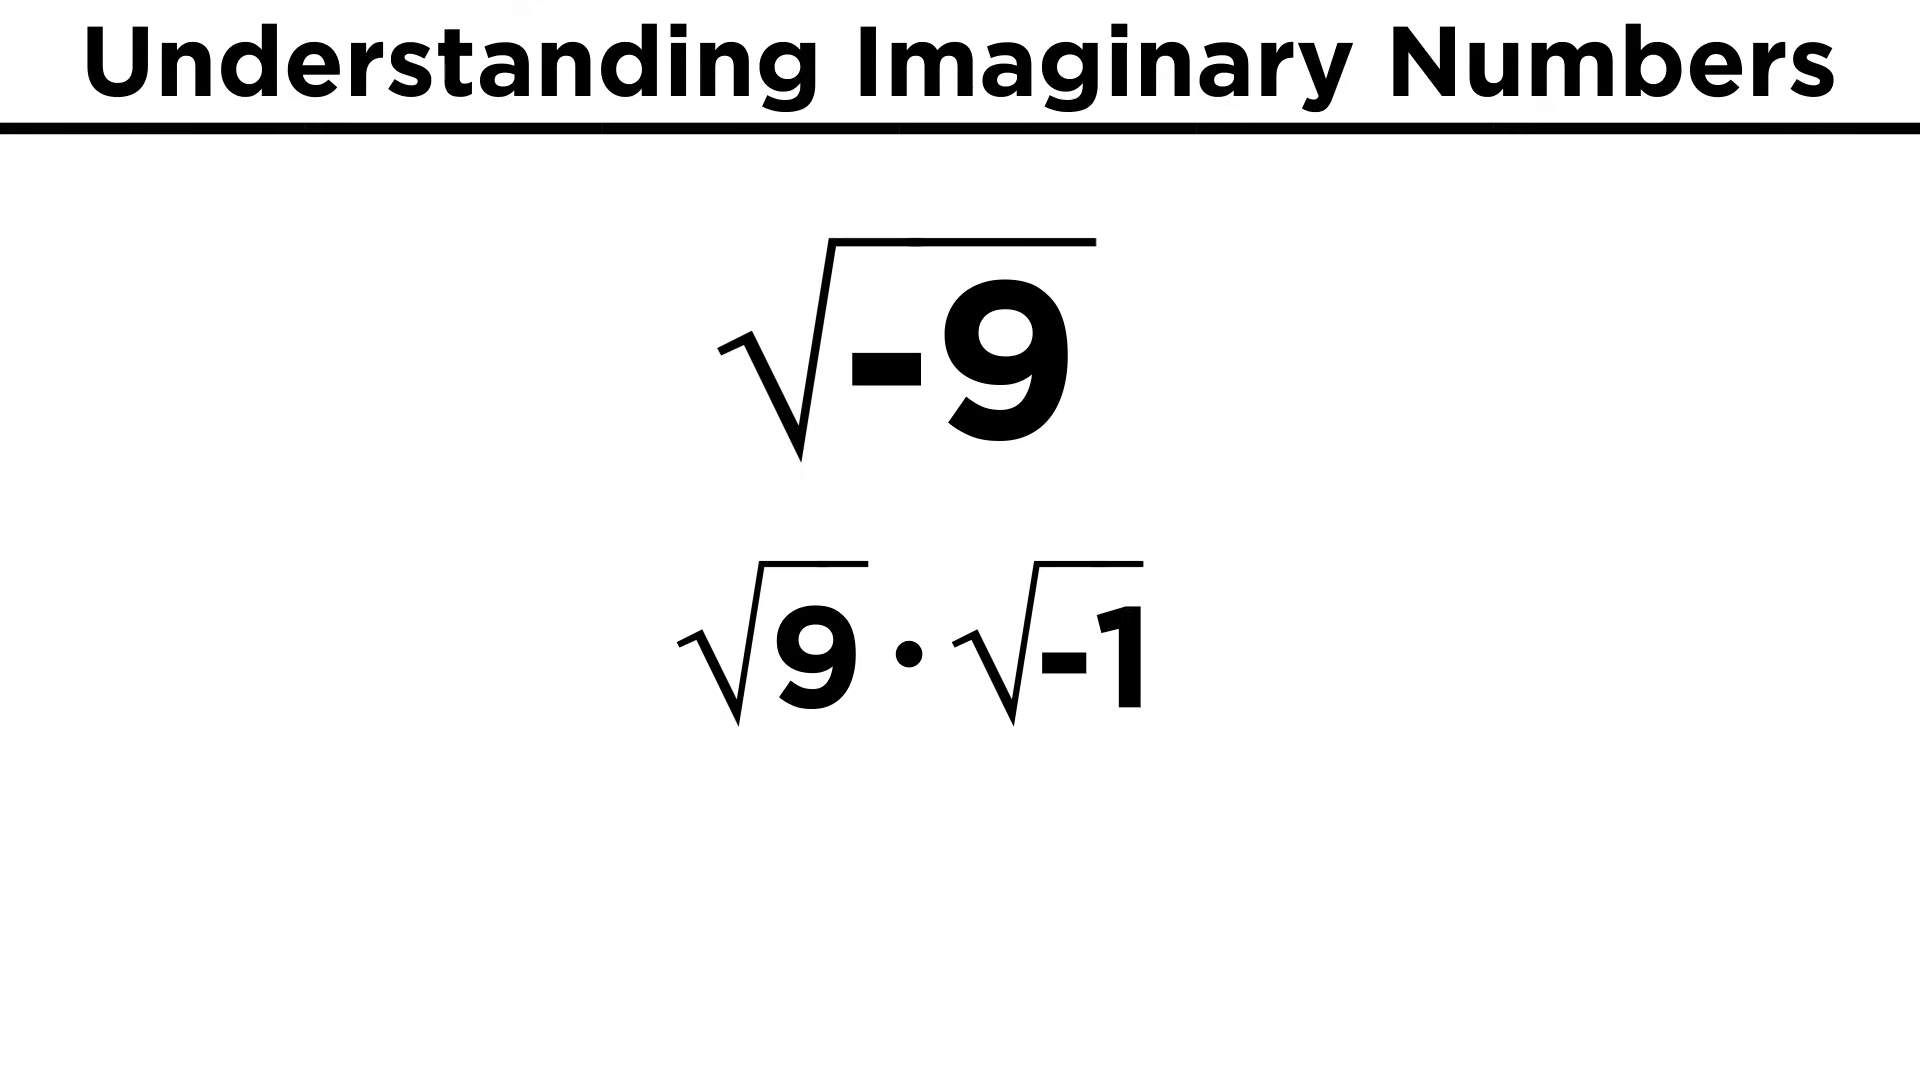 Understanding Imaginary Numbers
√-9
√9 · √-1